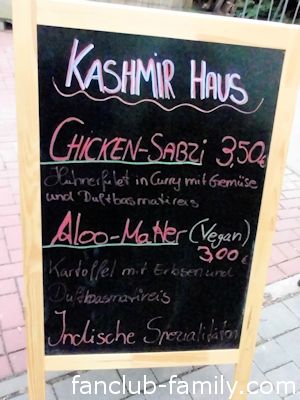 KASHMIR HAUS
CHICKEN-SABZI 3,50€
Hühnerfilet in Curry mit Gemüse
und Duftbasmatireis
ALOO-MATTER (Vegan)
3,00€
Kartoffel mit Erbsen und
Duftbasmatireis
Indische Spezialitäten
fanclub-family.com